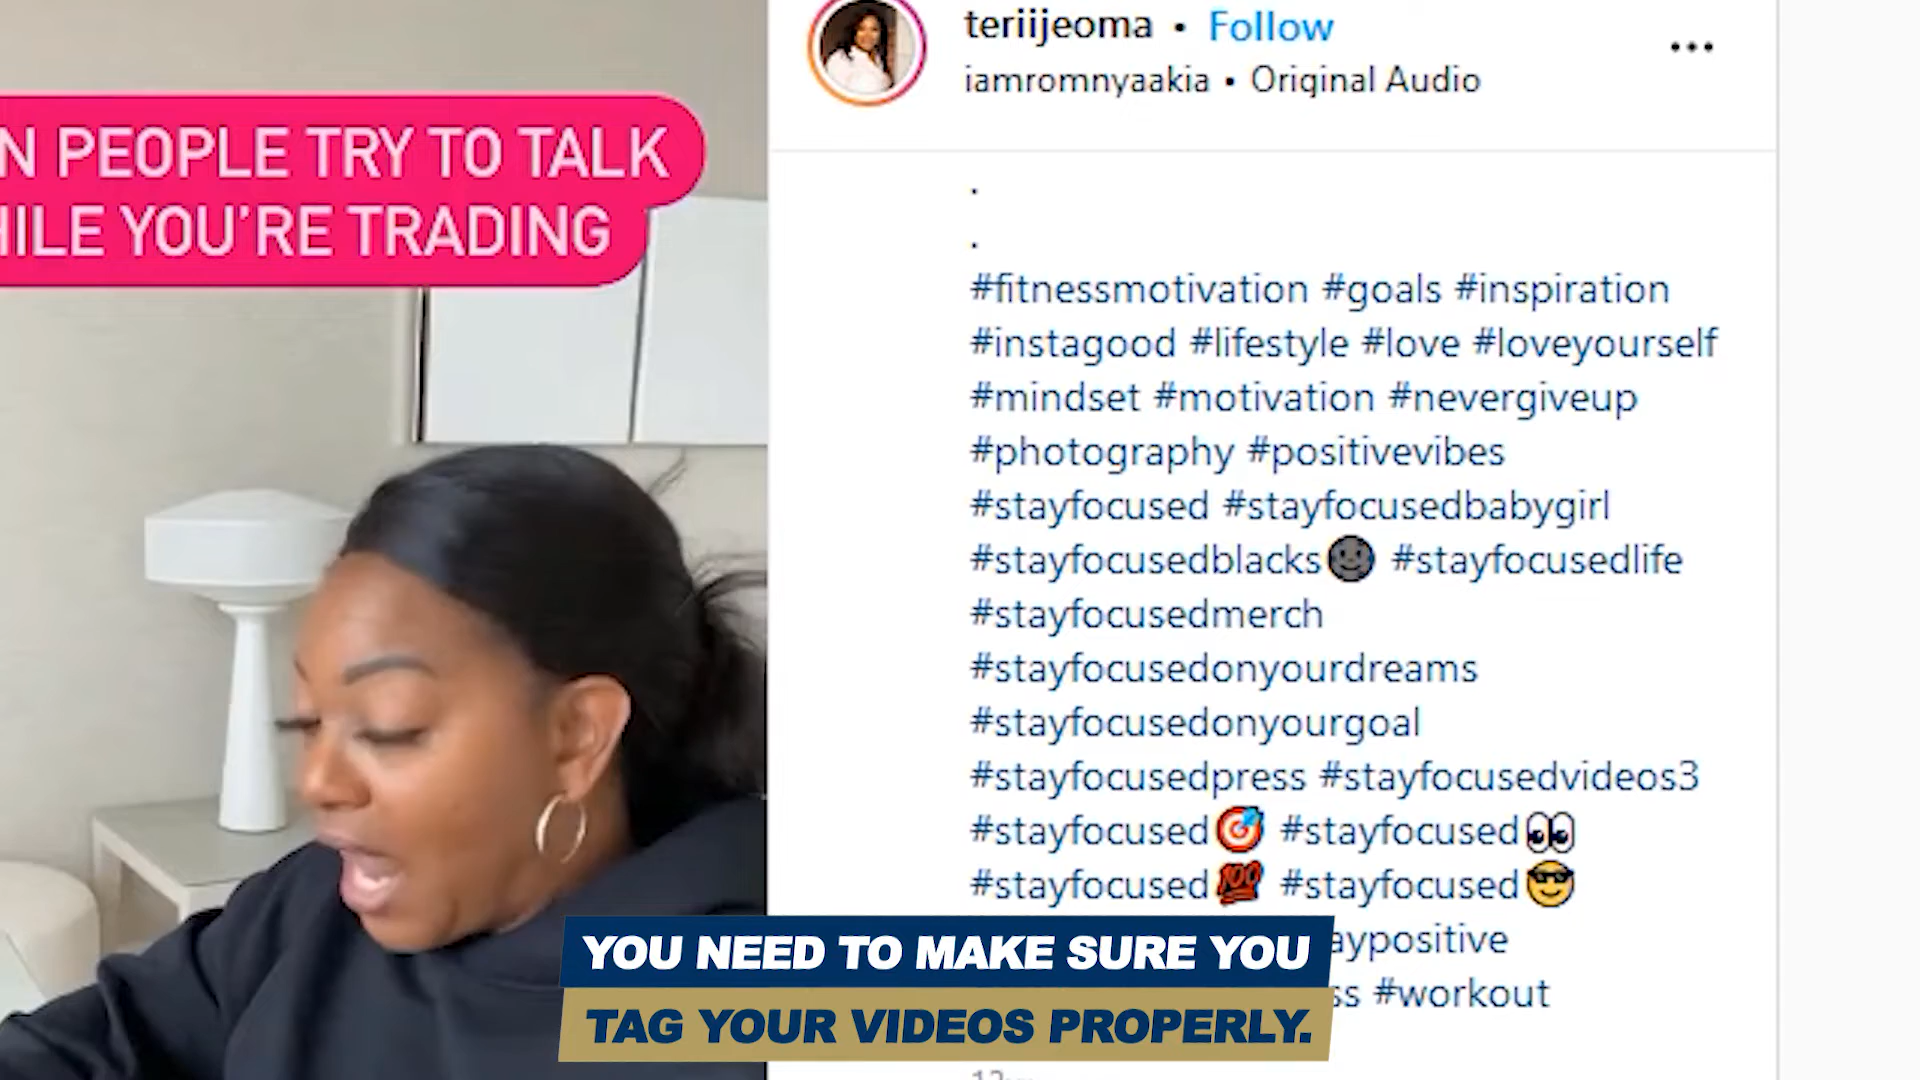 teriijeoma • Follow
iamromnyaakia • Original Audio
PEOPLE TRY TO TALK
YOU'RE TRADING
.
.
#fitnessmotivation #goals #inspiration
#instagood #lifestyle #love #loveyourself
#mindset #motivation #nevergiveup
#photography #positivevibes
#stayfocused #stayfocusedbabygirl
#stayfocusedblacks🌚 #stayfocusedlife
#stayfocusedmerch
#stayfocusedonyourdreams
#stayfocusedonyourgoal
#stayfocusedpress #stayfocusedvideos3
#stayfocused🎯 #stayfocused👀
#stayfocused💯 #stayfocused😎
aypositive
ss #workout
YOU NEED TO MAKE SURE YOU
TAG YOUR VIDEOS PROPERLY.